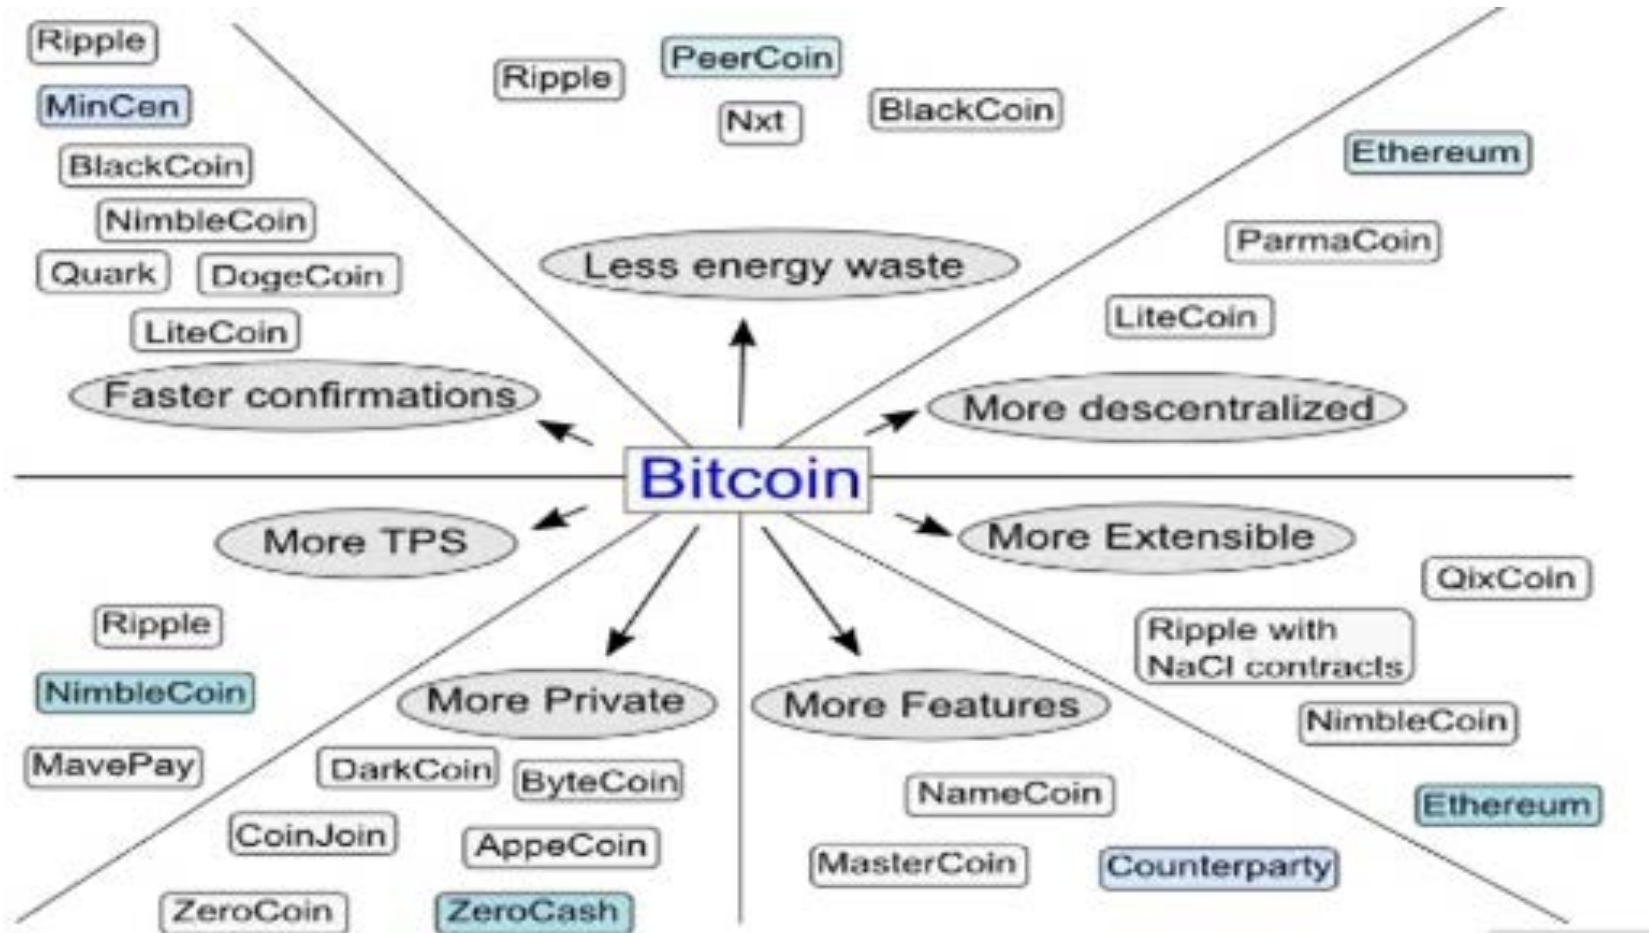 Ripple
MinCen
BlackCoin
NimbleCoin
Quark
DogeCoin
LiteCoin
Faster confirmations
Ripple
PeerCoin
Nxt
BlackCoin
Less energy waste
Ethereum
ParmaCoin
LiteCoin
More descentralized
Bitcoin
More TPS
Ripple
NimbleCoin
MavePay
More Private
DarkCoin
ByteCoin
CoinJoin
AppeCoin
ZeroCoin
ZeroCash
More Features
NameCoin
MasterCoin
Counterparty
More Extensible
QixCoin
Ripple with
NaCl contracts
NimbleCoin
Ethereum